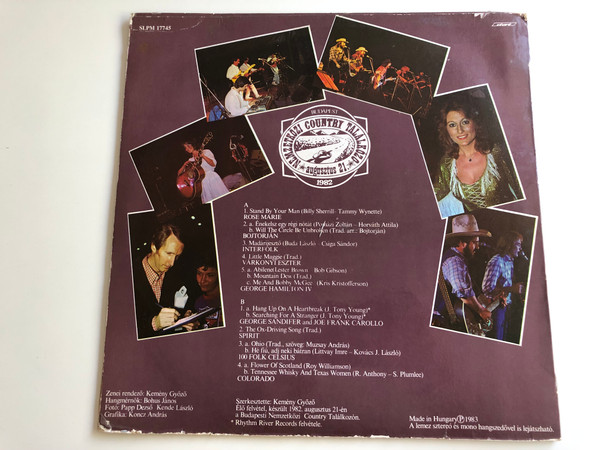 SLPM 17745
BUDAPEST
NEMZETKÖZI COUNTRY TALÁLKOZÓ
augusztus 21.
1982
A
1. Stand By Your Man (Billy Sherrill- Tammy Wynette)
ROSE MARIE
2. a. Énekelsz egy régi nótát (Zoltán - Horváth Attila)
b. Will The Circle Be Unbroken (Trad. arr.: Bojtorján)
BOJTORJÁN
3. Madárijesztő (Buda László - Csiga Sándor)
INTERFOLK
4. Little Maggie (Trad.)
VÁRKONYI ESZTER
5. a. Abilene (Lester Brown - Bob Gibson)
b. Mountain Dew (Trad.)
c. Me And Bobby McGee (Kris Kristofferson)
GEORGE HAMILTON IV
B
1. a. Hang Up On A Heartbreak (J. Tony Young)*
b. Searching For A Stranger (J. Tony Young)*
GEORGE SANDIFER and JOE FRANK CAROLLO
2. The Ox-Driving Song (Trad.)
SPIRIT
3. a. Ohio (Trad., szöveg: Muzsay András)
b. Hé fiú, adj neki bátran (Littvay Imre - Kovács J. László)
100 FOLK CELSIUS
4. a. Flower Of Scotland (Roy Williamson)
b. Tennessee Whisky And Texas Women (R. Anthony - S. Plumlee)
COLORADO
Zenei rendező: Kemény Győző
Hangmérnök: Bohus János
Fotó: Papp Dezső Kende László
Grafika: Koncz András
Szerkesztette: Kemény Győző
Élő felvétel, készült 1982. augusztus 21-én
a Budapesti Nemzetközi Country Találkozón.
* Rhythm River Records felvétele.
Made in Hungary Ⓟ 1983
A lemez sztereó és mono hangszedővel is lejátszható.